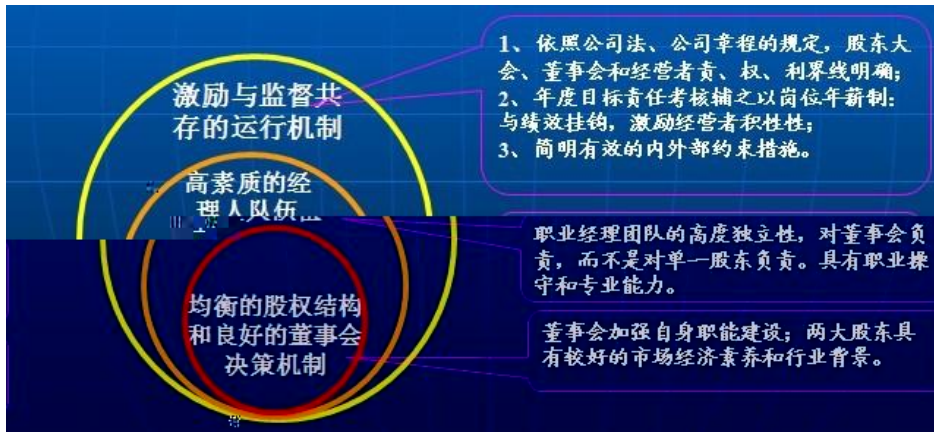 激励与监督共
存的运行机制
高素质的经
理人队伍
均衡的股权结构
和良好的董事会
决策机制
1、依照公司法、公司章程的规定，股东大
会、董事会和经营者责、权、利界线明确；
2、年度目标责任考核辅之以岗位年薪制：
与绩效挂钩，激励经营者积性性；
3、简明有效的内外部约束措施。
职业经理团队的高度独立性，对董事会负
责，而不是对单一股东负责。具有职业操
守和专业能力。
董事会加强自身职能建设；两大股东具
有较好的市场经济素养和行业背景。